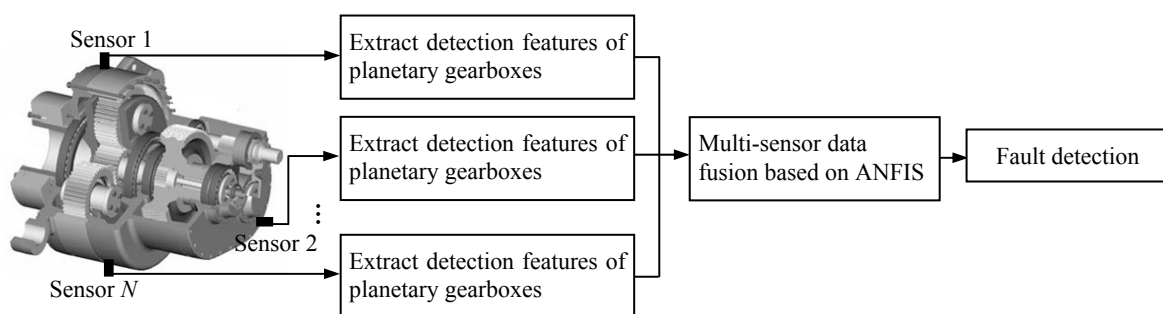 Sensor 1
Extract detection features of
planetary gearboxes
Extract detection features of
planetary gearboxes
Multi-sensor data
fusion based on ANFIS
Fault detection
Sensor 2
...
Extract detection features of
planetary gearboxes
Sensor N